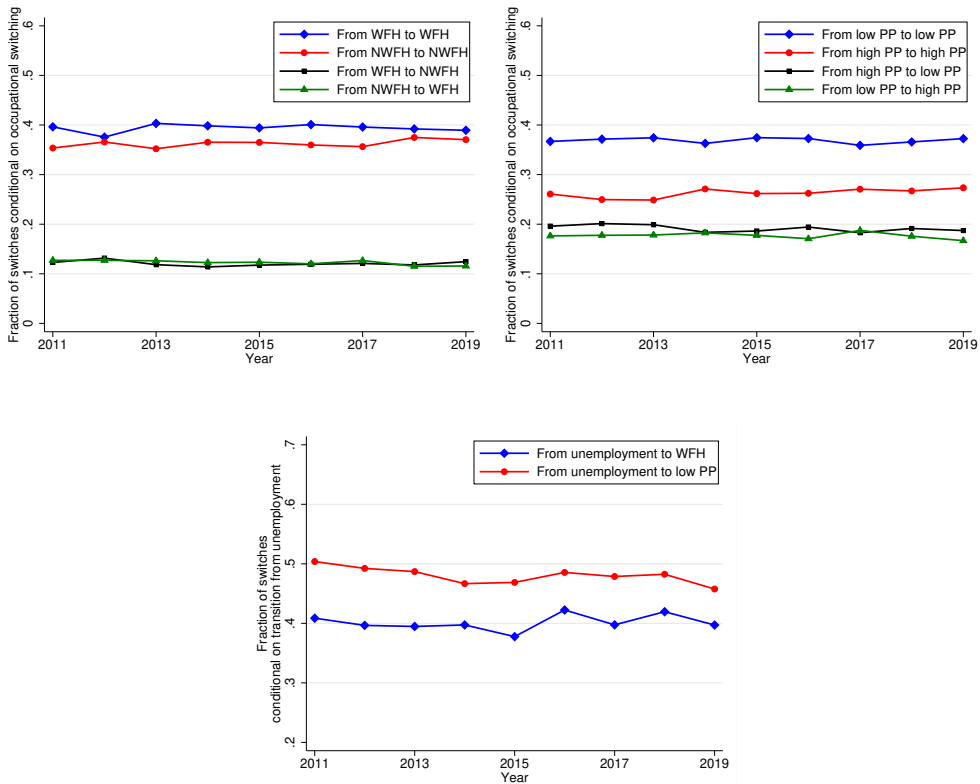 Fraction of switches conditional on occupational switching
.6
.5
.4
.3
.2
.1
0
From WFH to WFH
From NWFH to NWFH
From WFH to NWFH
From NWFH to WFH
2011
2013
2015
2017
2019
Year
Fraction of switches conditional on occupational switching
.6
.5
.4
.3
.2
.1
0
From low PP to low PP
From high PP to high PP
From high PP to low PP
From low PP to high PP
2011
2013
2015
2017
2019
Year
Fraction of switches
conditional on transition from unemployment
.7
.6
.5
.4
.3
.2
From unemployment to WFH
From unemployment to low PP
2011
2013
2015
2017
2019
Year